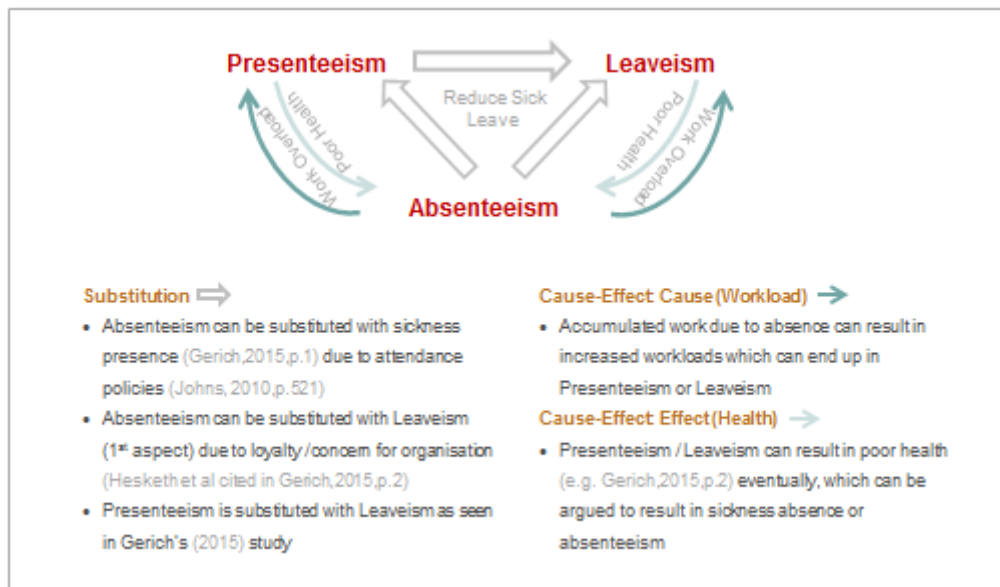 Presenteeism
Leaveism
Reduce Sick
Leave
Poor Health
Work Overload
Poor Health
Work Overload
Absenteeism
Substitution
• Absenteeism can be substituted with sickness
presence (Gerich,2015,p.1) due to attendance
policies (Johns, 2010,p.521)
• Absenteeism can be substituted with Leaveism
(1st aspect) due to loyalty/concern for organisation
(Hesketh et al cited in Gerich,2015,p.2)
• Presenteeism is substituted with Leaveism as seen
in Gerich's (2015) study
Cause-Effect: Cause(Workload)
• Accumulated work due to absence can result in
increased workloads which can end up in
Presenteeism or Leaveism
Cause-Effect: Effect(Health)
• Presenteeism / Leaveism can result in poor health
(e.g. Gerich,2015,p.2) eventually, which can be
argued to result in sickness absence or
absenteeism